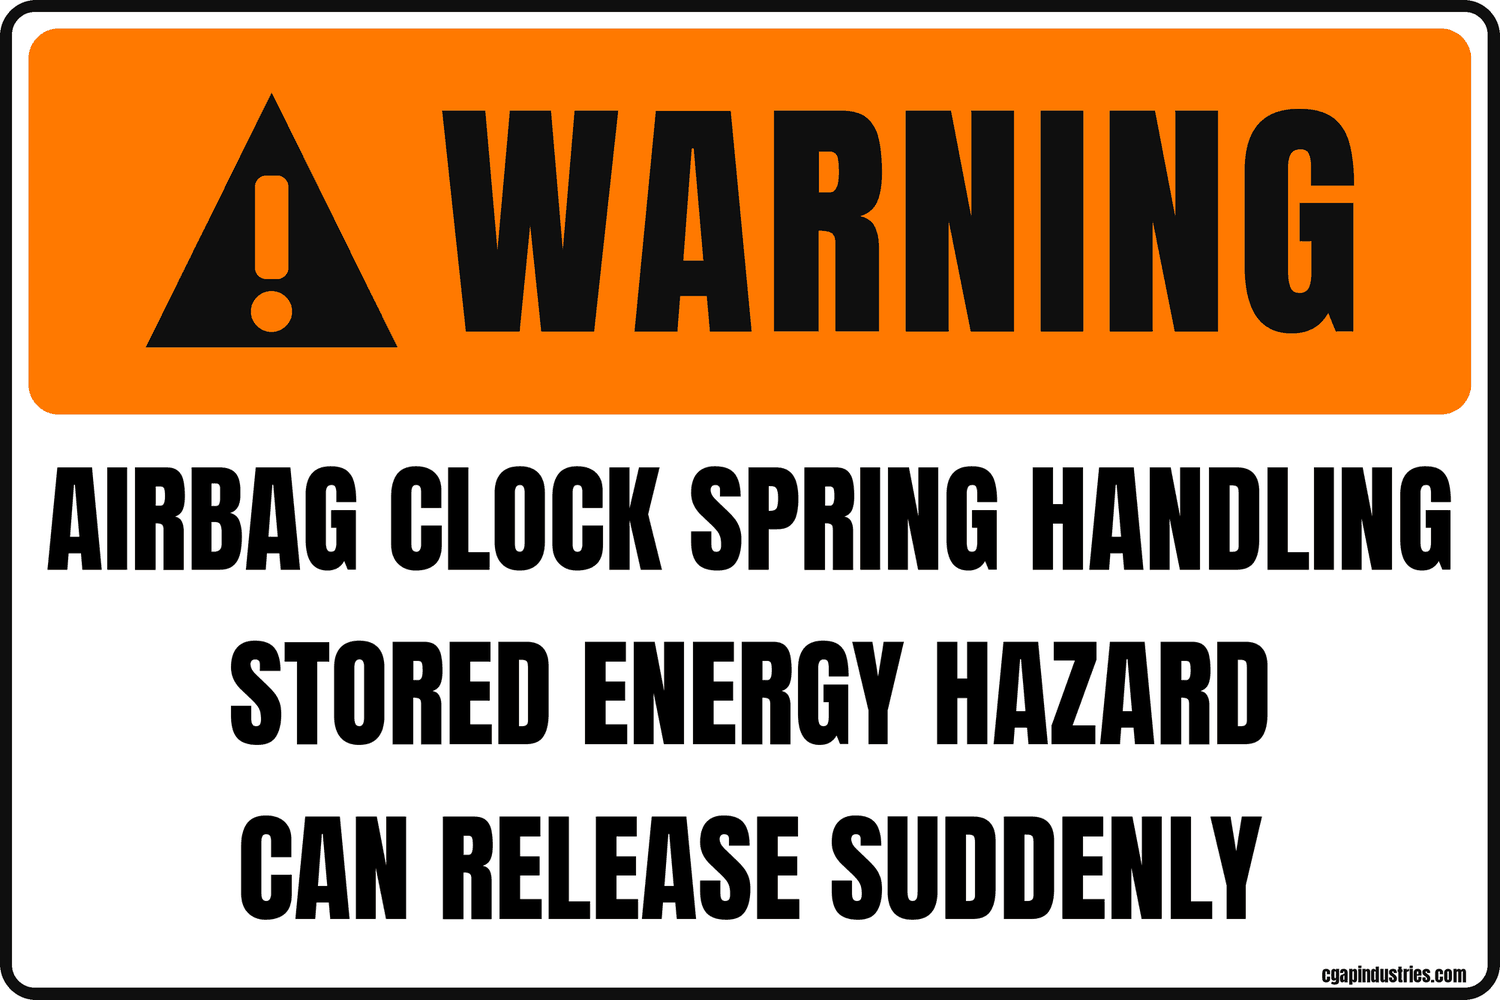 WARNING
AIRBAG CLOCK SPRING HANDLING
STORED ENERGY HAZARD
CAN RELEASE SUDDENLY
cgapindustries.com